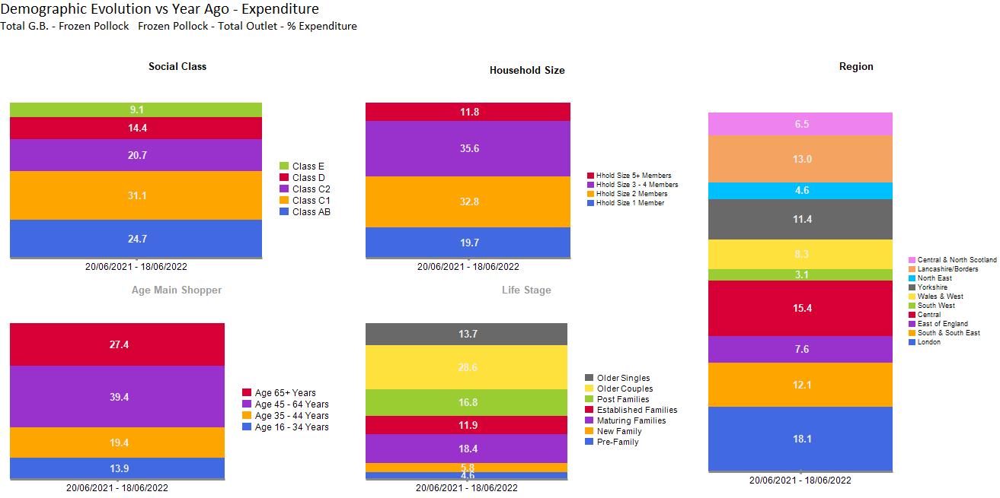 Demographic Evolution vs Year Ago - Expenditure
Total G.B. - Frozen Pollock   Frozen Pollock - Total Outlet - % Expenditure
Social Class
9.1
14.4
20.7
31.1
24.7
20/06/2021 - 18/06/2022
Class E
Class D
Class C2
Class C1
Class AB
Household Size
11.8
35.6
32.8
19.7
20/06/2021 - 18/06/2022
Hhold Size 5+ Members
Hhold Size 3 - 4 Members
Hhold Size 2 Members
Hhold Size 1 Member
Region
6.5
13.0
4.6
11.4
8.3
3.1
15.4
7.6
12.1
18.1
20/06/2021 - 18/06/2022
Central & North Scotland
Lancashire/Borders
North East
Yorkshire
Wales & West
South West
Central
East of England
South & South East
London
Age Main Shopper
27.4
39.4
19.4
13.9
20/06/2021 - 18/06/2022
Age 65+ Years
Age 45 - 64 Years
Age 35 - 44 Years
Age 16 - 34 Years
Life Stage
13.7
28.6
16.8
11.9
18.4
5.8
4.6
20/06/2021 - 18/06/2022
Older Singles
Older Couples
Post Families
Established Families
Maturing Families
New Family
Pre-Family